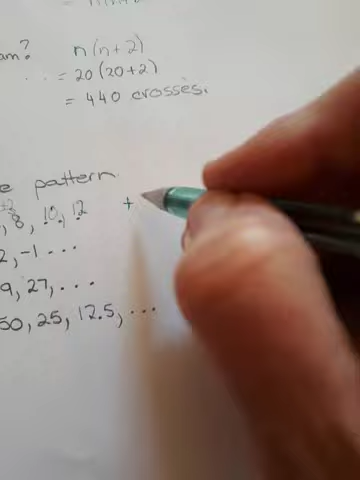 am? n(n+2)
. . = 20(20+2)
= 440 crosses.
e pattern
, 8, 10, 12 +
2, -1 ...
9, 27, ...
50, 25, 12.5, ...